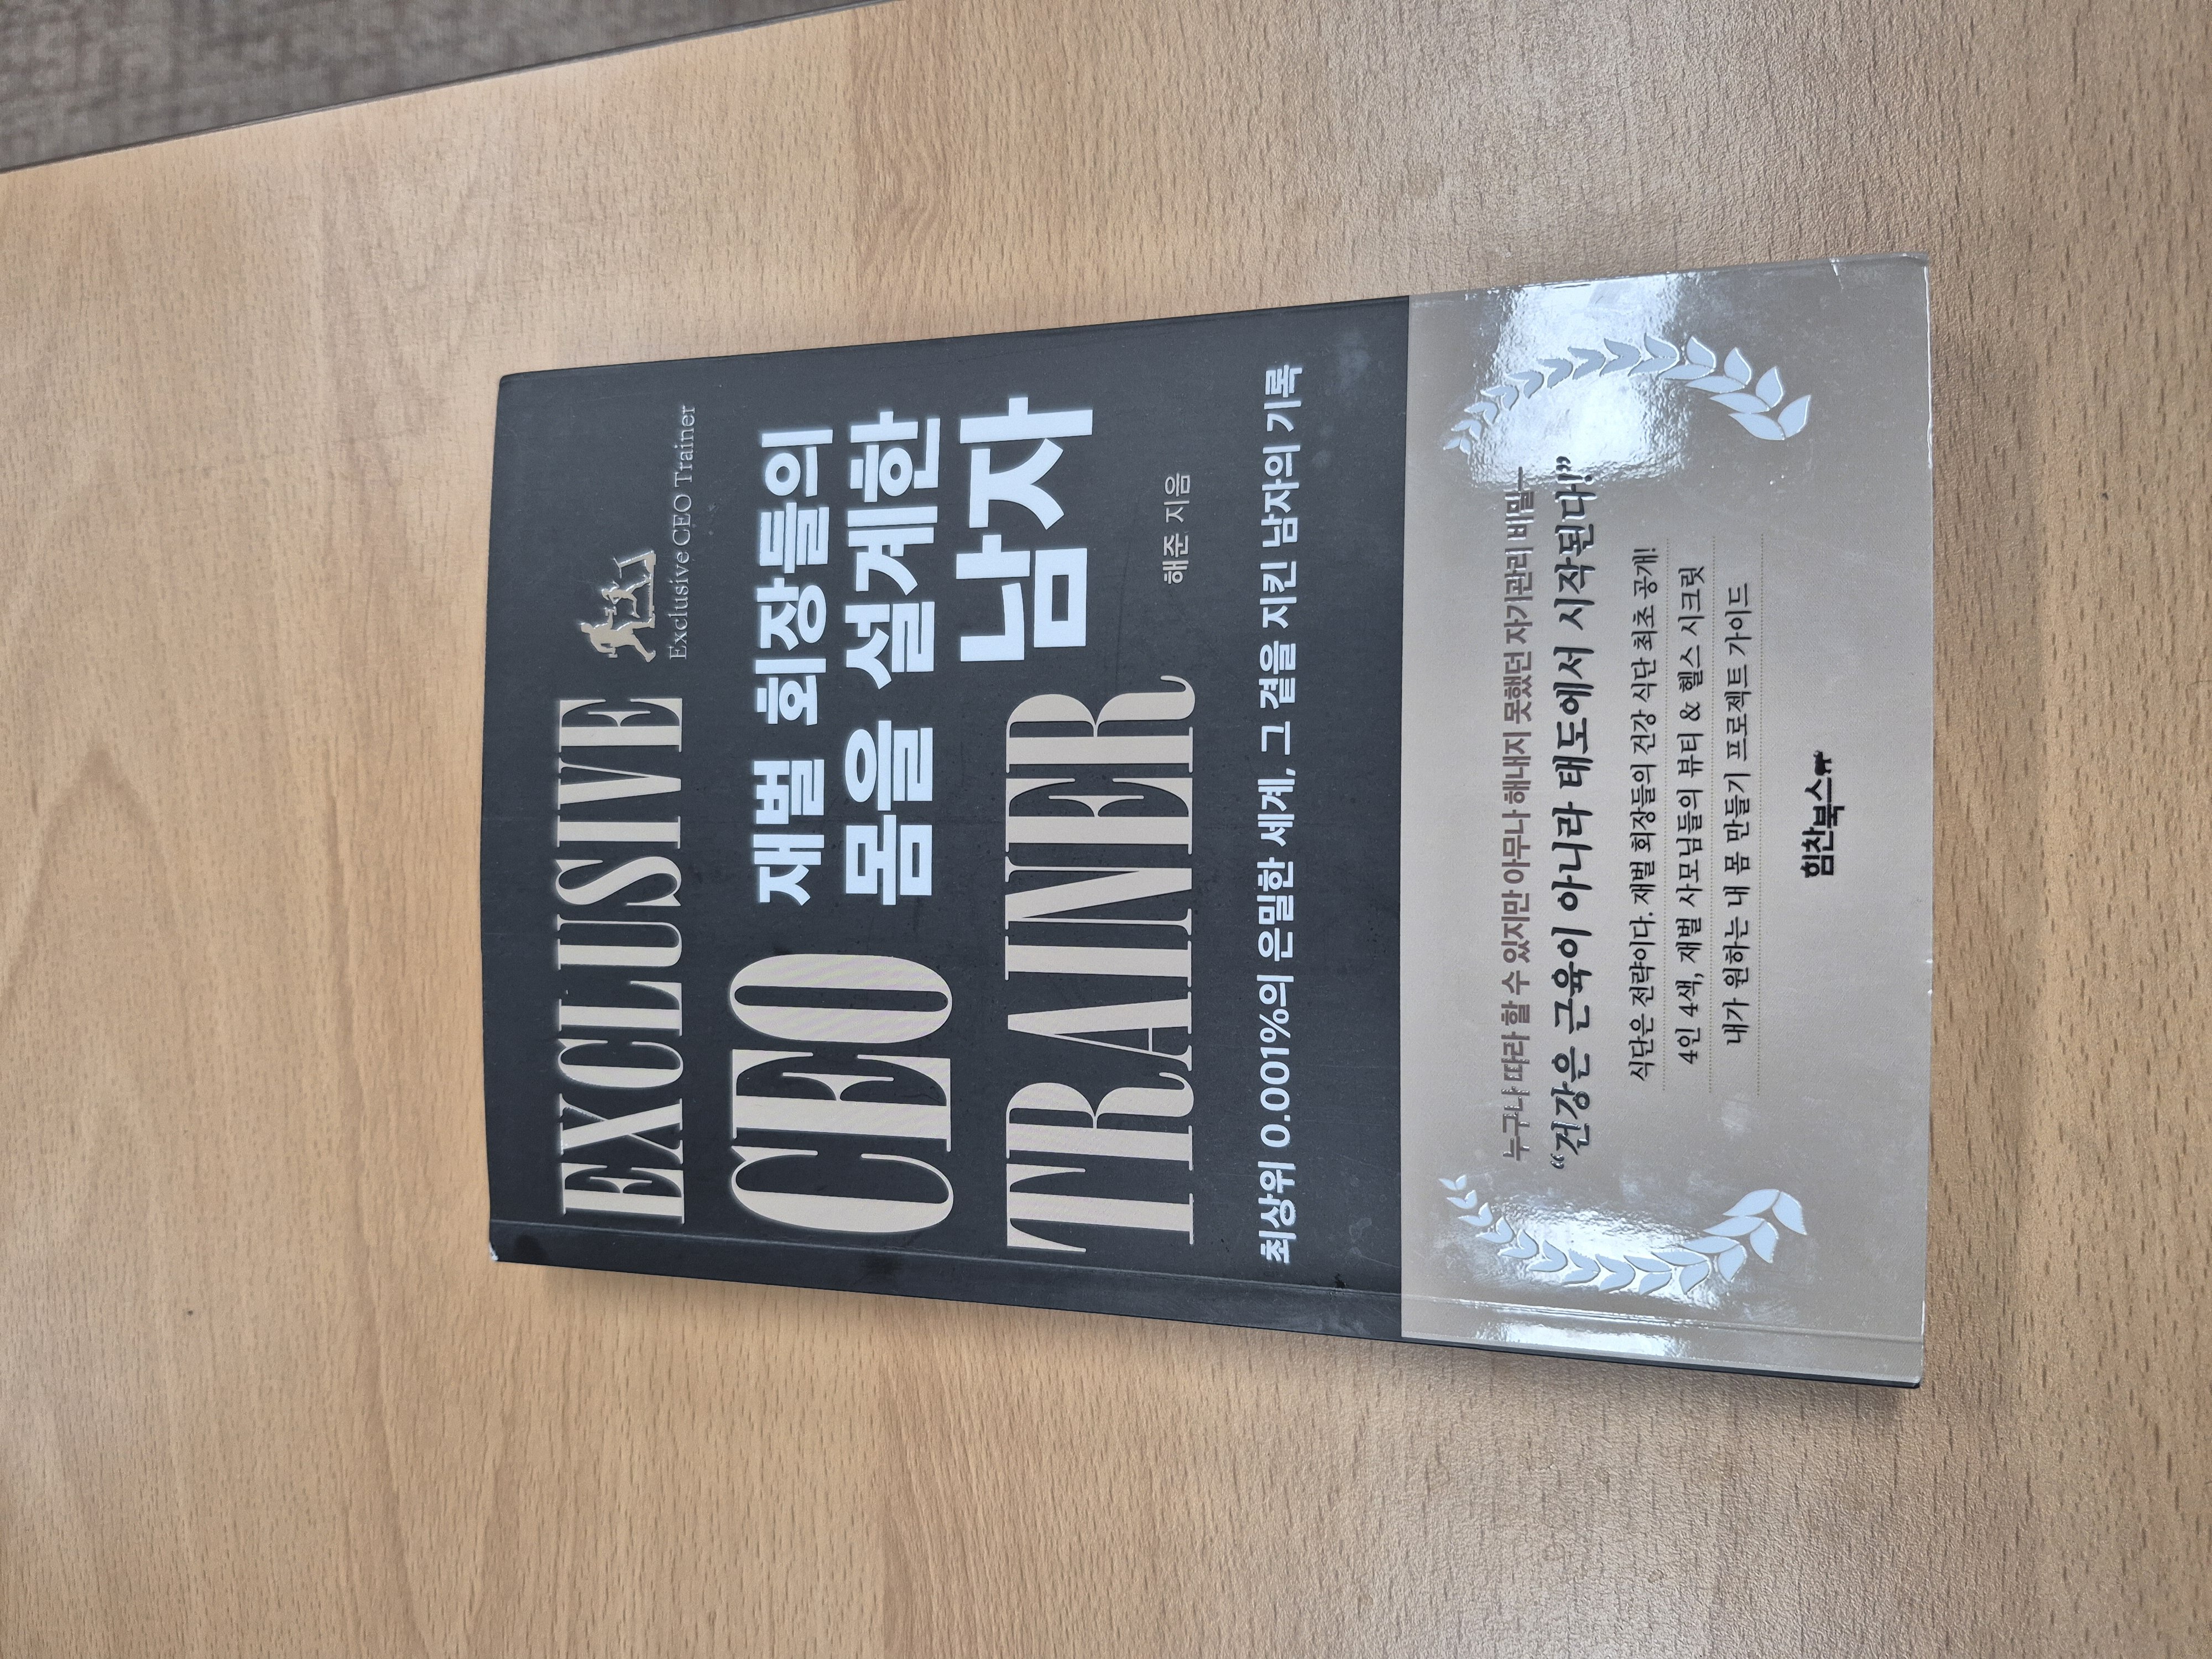 EXCLUSIVE
Exclusive CEO Trainer
CEO
재벌 회장들의
몸을 설계한
남자
TRAINER
해준 지음
최상위 0.001%의 은밀한 세계, 그 곁을 지킨 남자의 기록
누구나 따라 할 수 있지만 아무나 해내지 못했던 자기관리 비밀—
“건강은 근육이 아니라 태도에서 시작된다!”
식단은 전략이다. 재벌 회장들의 건강 식단 최초 공개!
4인 4색, 재벌 사모님들의 뷰티 & 헬스 시크릿
내가 원하는 내 몸 만들기 프로젝트 가이드
힘찬북스